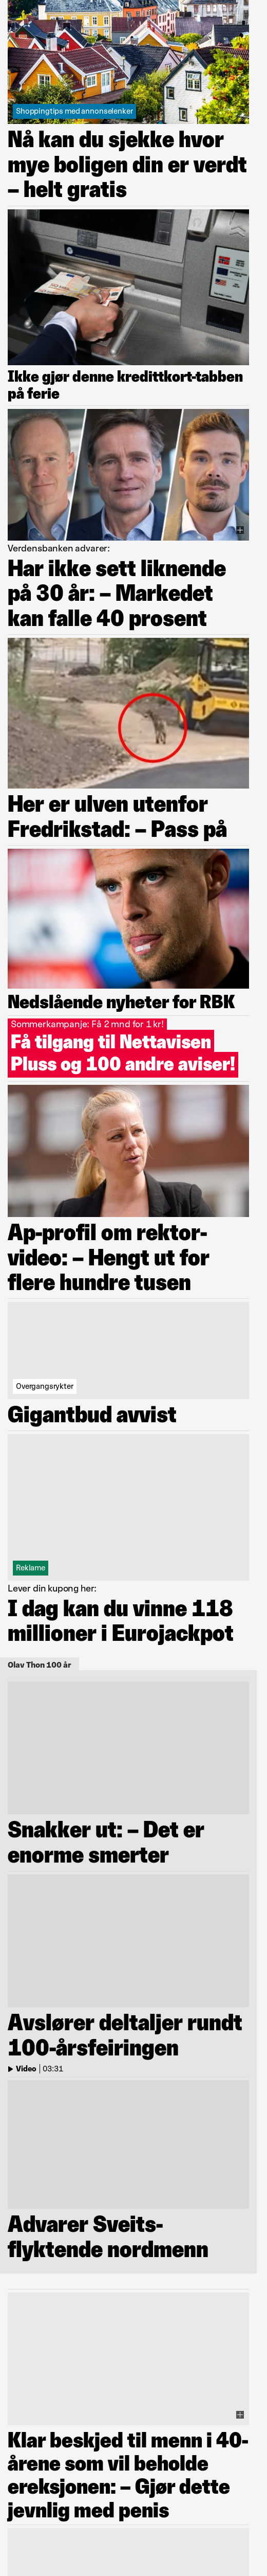 Shoppingtips med annonselenker
Nå kan du sjekke hvor
mye boligen din er verdt
– helt gratis
Ikke gjør denne kredittkort-tabben
på ferie
Verdensbanken advarer:
Har ikke sett liknende
på 30 år: – Markedet
kan falle 40 prosent
Her er ulven utenfor
Fredrikstad: – Pass på
Nedslående nyheter for RBK
Sommerkampanje: Få 2 mnd for 1 kr!
Få tilgang til Nettavisen
Pluss og 100 andre aviser!
Ap-profil om rektor-
video: – Hengt ut for
flere hundre tusen
Overgangsrykter
Gigantbud avvist
Reklame
Lever din kupong her:
I dag kan du vinne 118
millioner i Eurojackpot
Olav Thon 100 år
Snakker ut: – Det er
enorme smerter
Avslører deltaljer rundt
100-årsfeiringen
Video | 03:31
Advarer Sveits-
flyktende nordmenn
Klar beskjed til menn i 40-
årene som vil beholde
ereksjonen: – Gjør dette
jevnlig med penis